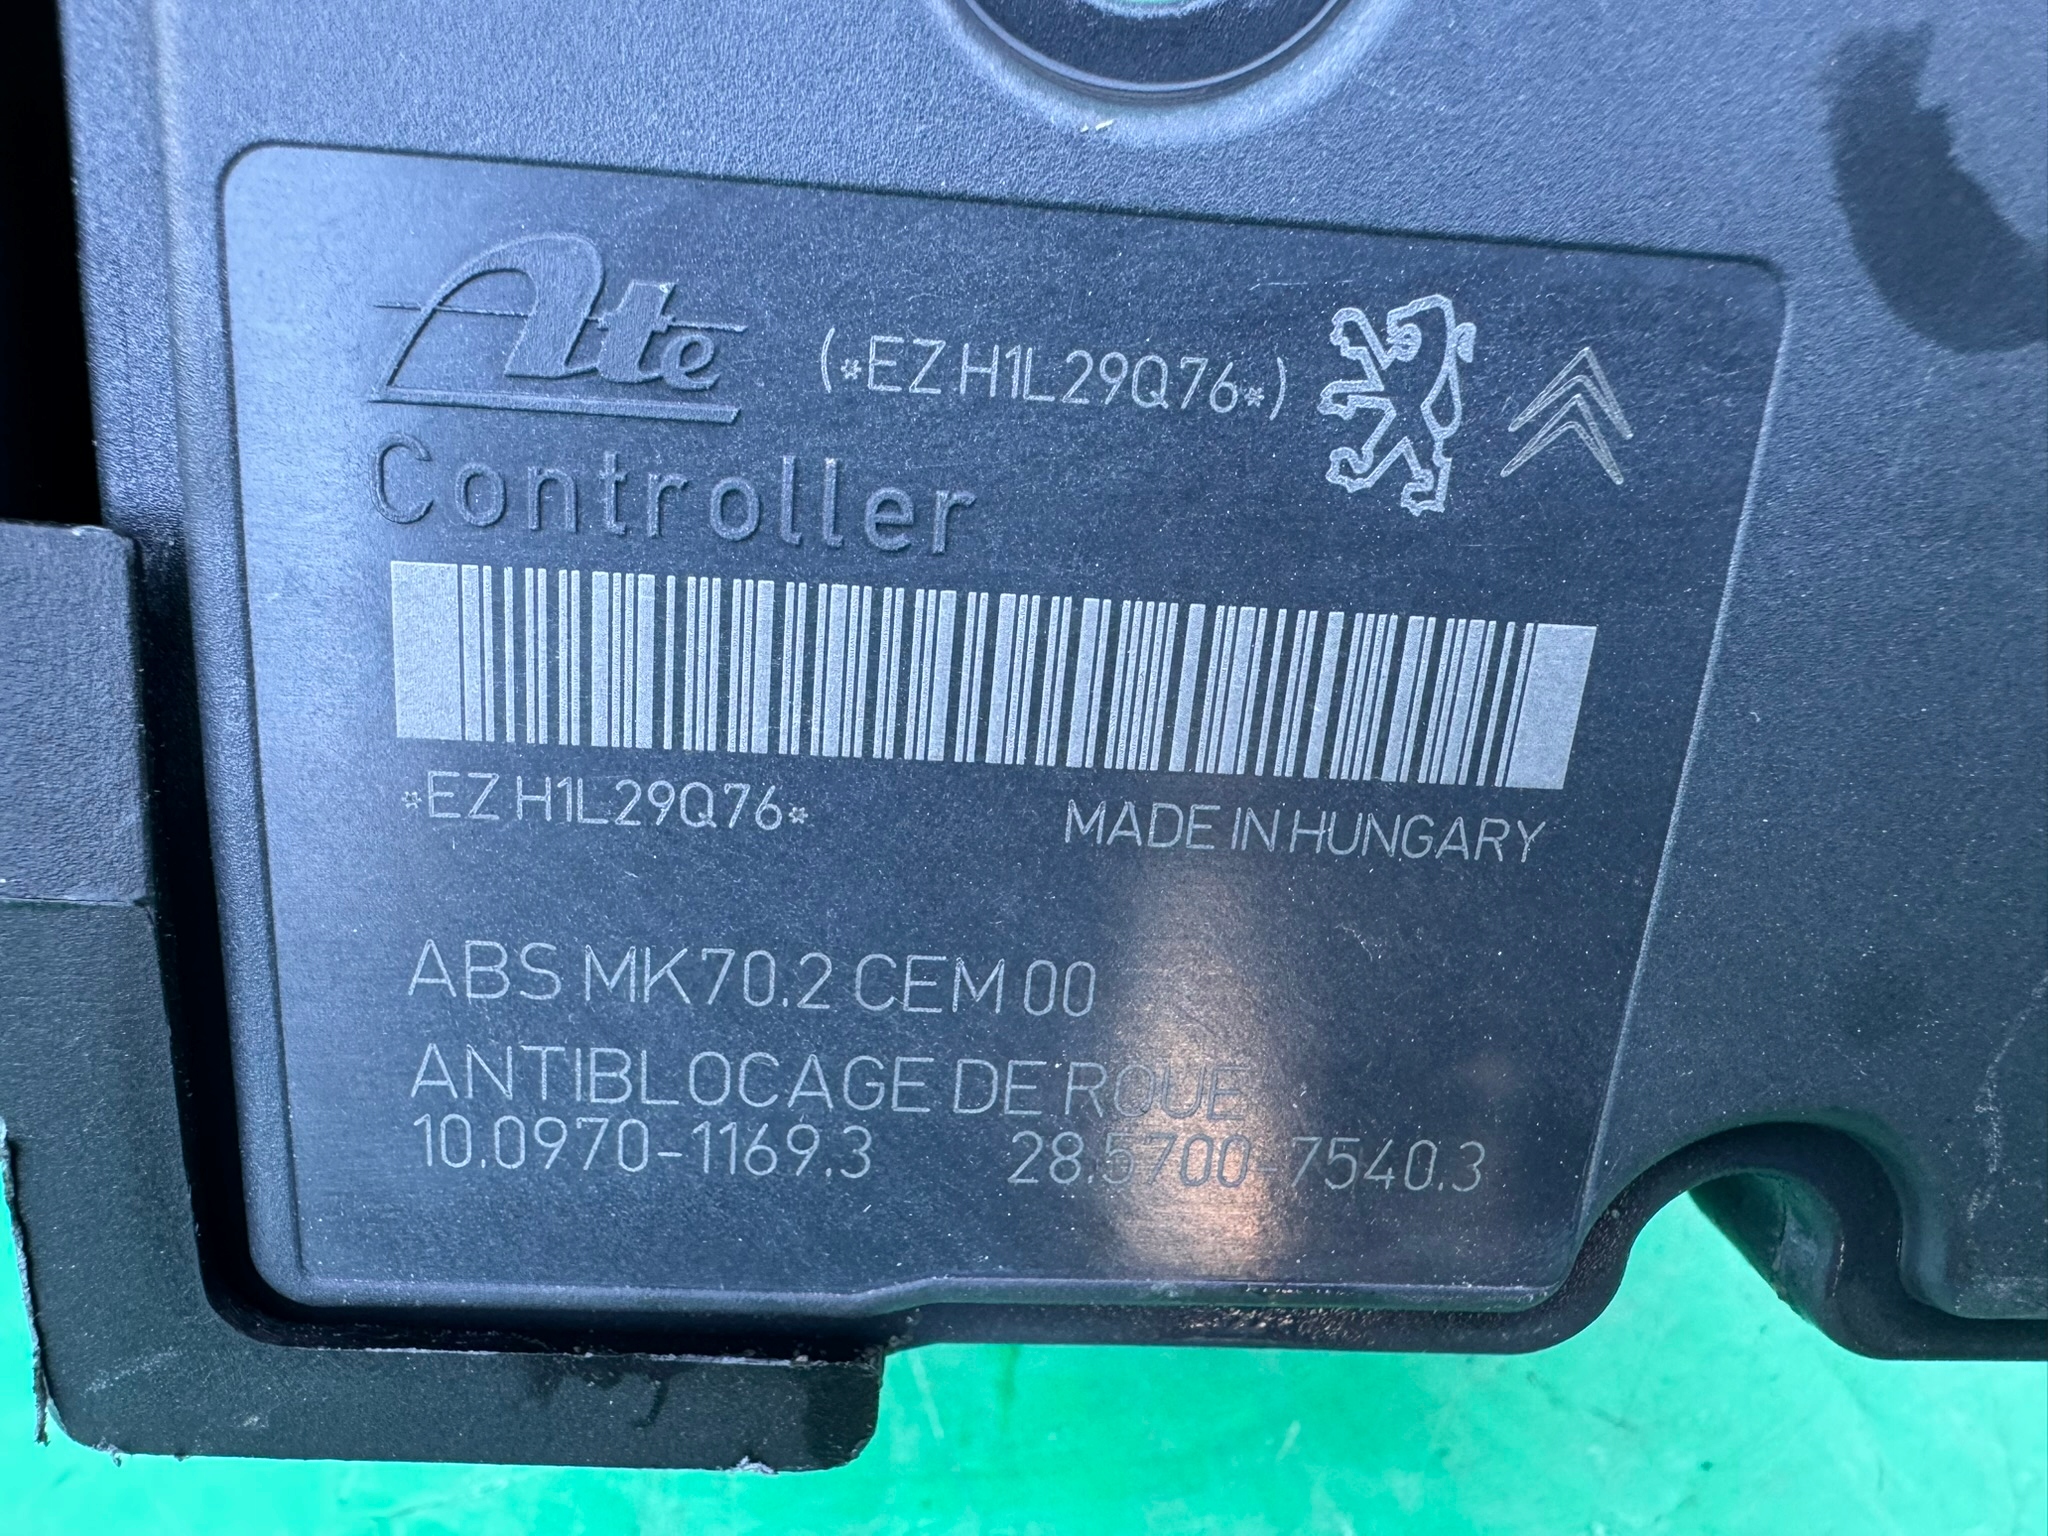 Ate (*EZ H1L29Q76*)
Controller
*EZ H1L29Q76* MADE IN HUNGARY
ABS MK70.2 CEM 00
ANTIBLOCAGE DE ROUE
10.0970-1169.3 28.5700-7540.3